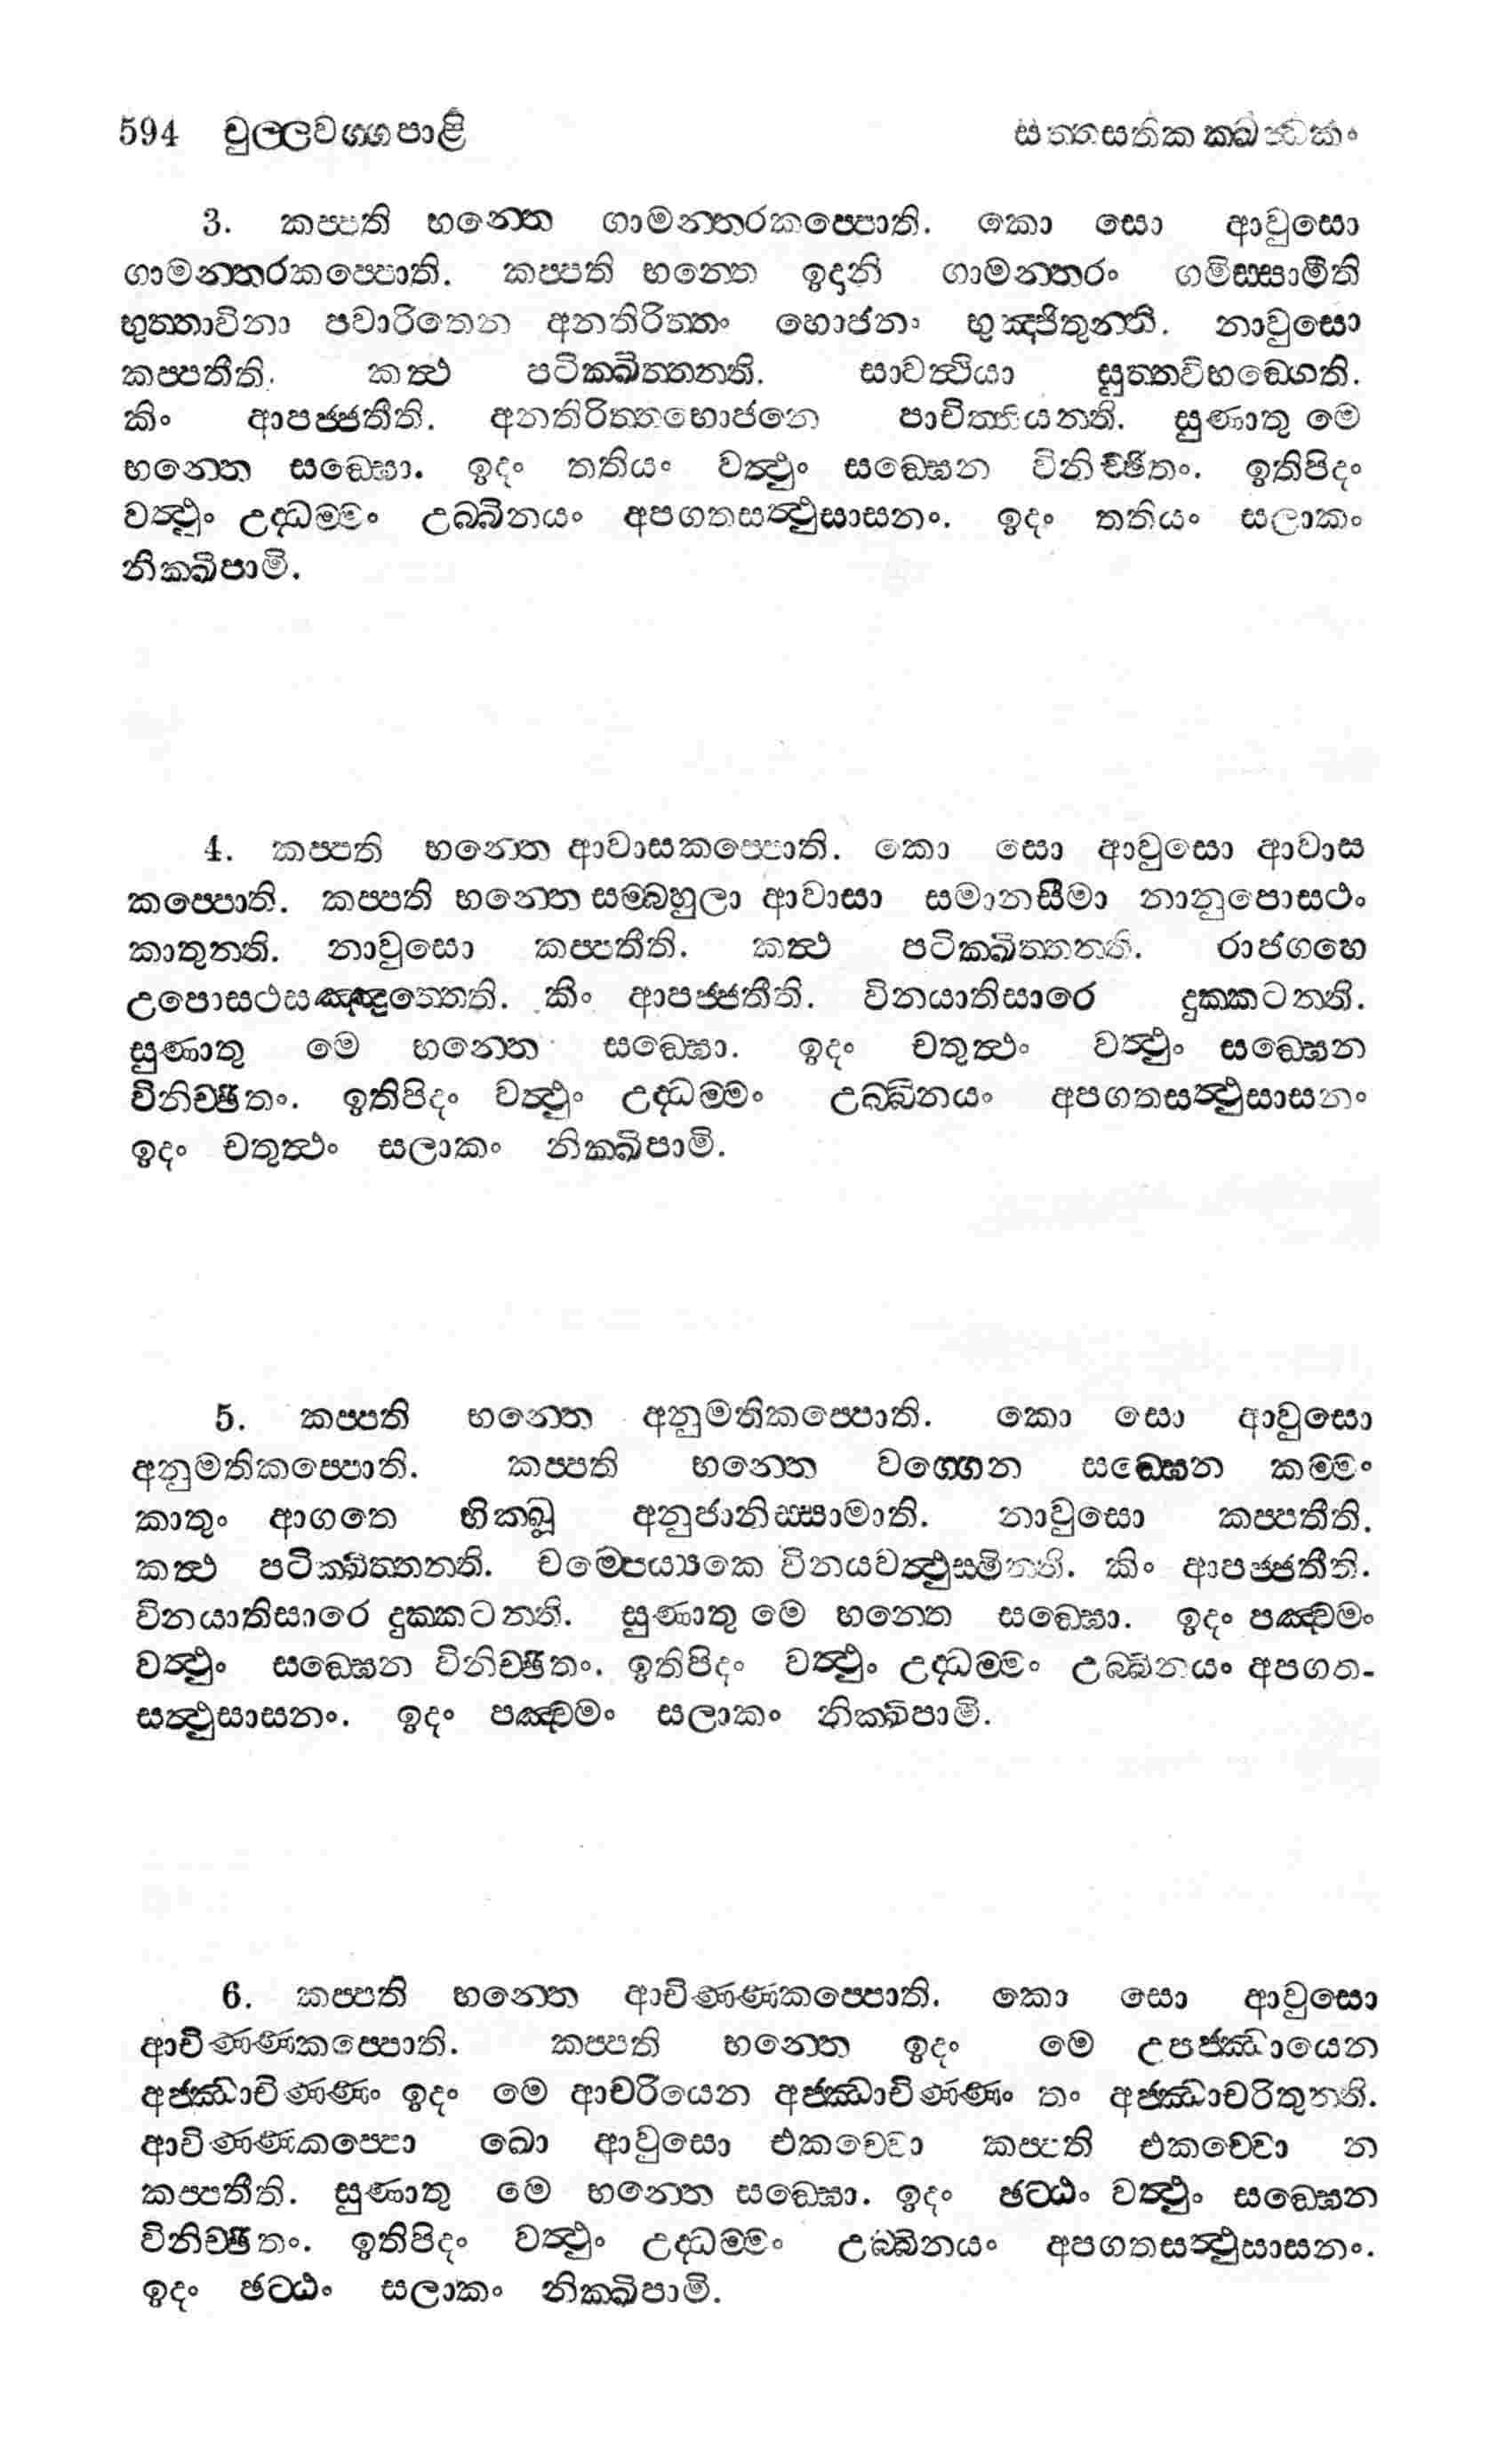 594 චුල්ලවග්ගපාළි සත්තසතිකක්ඛන්ධකං
3. කප්පති භන්තෙ ගාමන්තරකප්පොති. කො සො ආවුසො
ගාමන්තරකප්පොති. කප්පති භන්තෙ ඉදානි ගාමන්තරං ගමිස්සාමීති
භුත්තාවිනා පවාරිතෙන අනතිරිත්තං භොජනං භුඤ්ජිතුන්ති. නාවුසො
කප්පතීති. කත්ථ පටික්ඛිත්තන්ති. සාවත්ථියා සුත්තවිභඞ්ගෙති.
කිං ආපජ්ජතීති. අනතිරිත්තභොජනෙ පාචිත්තියන්ති. සුණාතු මෙ
භන්තෙ සඞ්ඝො. ඉදං තතියං වත්ථුං සඞ්ඝෙන විනිච්ඡිතං. ඉතිපිදං
වත්ථුං උද්ධම්මං උබ්බිනයං අපගතසත්ථුසාසනං. ඉදං තතියං සලාකං
නික්ඛිපාමි.
4. කප්පති භන්තෙ ආවාසකප්පොති. කො සො ආවුසො ආවාස
කප්පොති. කප්පති භන්තෙ සම්බහුලා ආවාසා සමානසීමා නානුපොසථං
කාතුන්ති. නාවුසො කප්පතීති. කත්ථ පටික්ඛිත්තන්ති. රාජගහෙ
උපොසථසඤ්ඤුත්තෙති. කිං ආපජ්ජතීති. විනයාතිසාරෙ දුක්කටන්ති.
සුණාතු මෙ භන්තෙ සඞ්ඝො. ඉදං චතුත්ථං වත්ථුං සඞ්ඝෙන
විනිච්ඡිතං. ඉතිපිදං වත්ථුං උද්ධම්මං උබ්බිනයං අපගතසත්ථුසාසනං
ඉදං චතුත්ථං සලාකං නික්ඛිපාමි.
5. කප්පති භන්තෙ අනුමතිකප්පොති. කො සො ආවුසො
අනුමතිකප්පොති. කප්පති භන්තෙ වග්ගෙන සඞ්ඝෙන කම්මං
කාතුං ආගතෙ භික්ඛූ අනුජානිස්සාමාති. නාවුසො කප්පතීති.
කත්ථ පටික්ඛිත්තන්ති. චම්පෙය්යකෙ විනයවත්ථුස්මින්ති. කිං ආපජ්ජතීති.
විනයාතිසාරෙ දුක්කටන්ති. සුණාතු මෙ භන්තෙ සඞ්ඝො. ඉදං පඤ්චමං
වත්ථුං සඞ්ඝෙන විනිච්ඡිතං. ඉතිපිදං වත්ථුං උද්ධම්මං උබ්බිනයං අපගත-
සත්ථුසාසනං. ඉදං පඤ්චමං සලාකං නික්ඛිපාමි.
6. කප්පති භන්තෙ ආචිණ්ණකප්පොති. කො සො ආවුසො
ආචිණ්ණකප්පොති. කප්පති භන්තෙ ඉදං මෙ උපජ්ඣායෙන
අජ්ඣාචිණ්ණං ඉදං මෙ ආචරියෙන අජ්ඣාචිණ්ණං තං අජ්ඣාචරිතුන්ති.
ආචිණ්ණකප්පො ඛො ආවුසො එකච්චො කප්පති එකච්චො න
කප්පතීති. සුණාතු මෙ භන්තෙ සඞ්ඝො. ඉදං ඡට්ඨං වත්ථුං සඞ්ඝෙන
විනිච්ඡිතං. ඉතිපිදං වත්ථුං උද්ධම්මං උබ්බිනයං අපගතසත්ථුසාසනං.
ඉදං ඡට්ඨං සලාකං නික්ඛිපාමි.